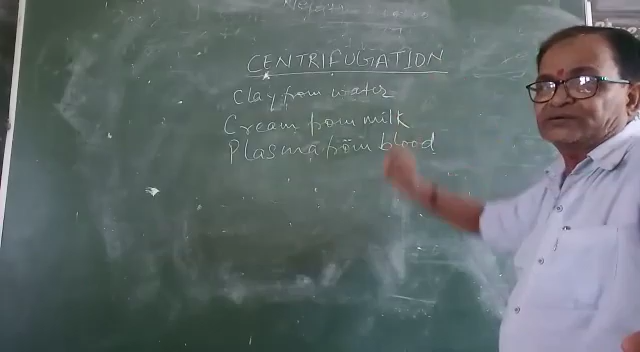 CENTRIFUGATION
Clay from water
Cream from milk
Plasma from blood